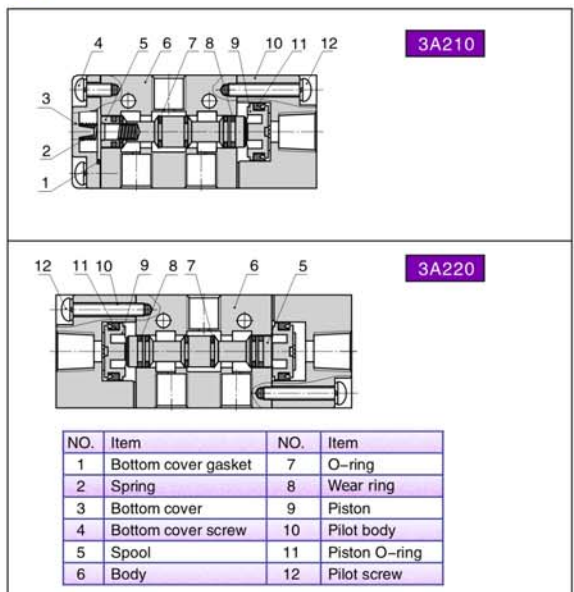 4 5 6 7 8 9 10 11 12
3A210
3
2
1
12 11 10 9 8 7 6 5
3A220
NO. Item NO. Item
1 Bottom cover gasket 7 O-ring
2 Spring 8 Wear ring
3 Bottom cover 9 Piston
4 Bottom cover screw 10 Pilot body
5 Spool 11 Piston O-ring
6 Body 12 Pilot screw